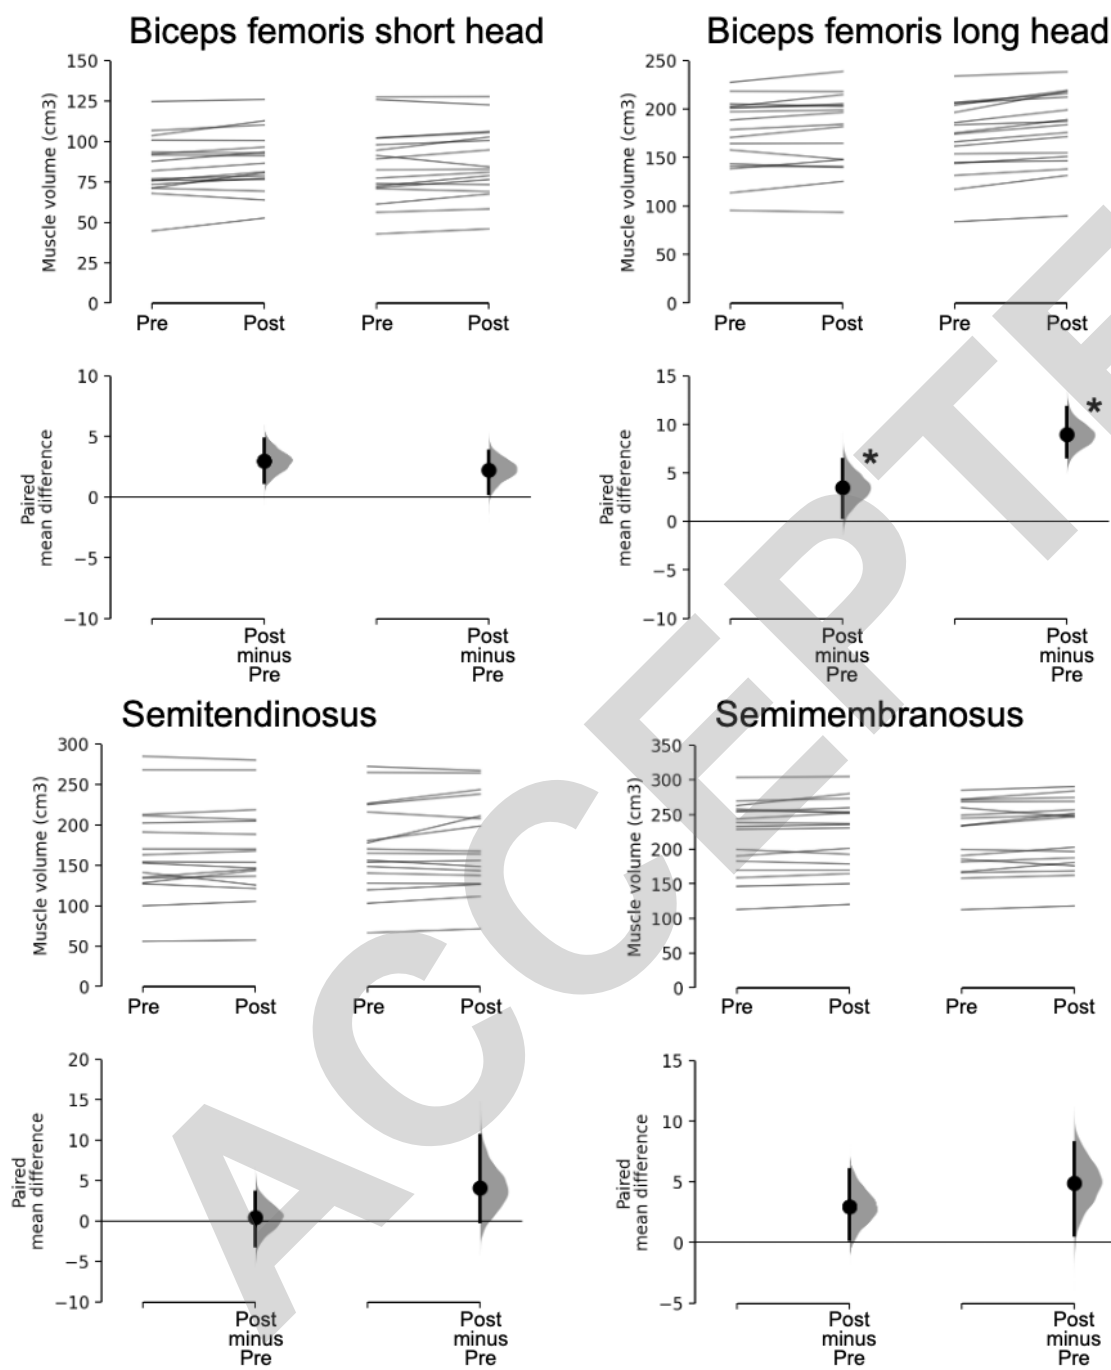 Biceps femoris short head
Biceps femoris long head
150
125
100
75
50
25
0
Muscle volume (cm3)
Pre
Post
Pre
Post
250
200
150
100
50
0
Muscle volume (cm3)
Pre
Post
Pre
Post
10
5
0
−5
−10
Paired
mean difference
Post
minus
Pre
Post
minus
Pre
15
10
5
0
−5
−10
Paired
mean difference
*
*
Post
minus
Pre
Post
minus
Pre
Semitendinosus
Semimembranosus
300
250
200
150
100
50
0
Muscle volume (cm3)
Pre
Post
Pre
Post
350
300
250
200
150
100
50
0
Muscle volume (cm3)
Pre
Post
Pre
Post
20
15
10
5
0
−5
−10
Paired
mean difference
Post
minus
Pre
Post
minus
Pre
15
10
5
0
−5
Paired
mean difference
Post
minus
Pre
Post
minus
Pre
ACCEPTE